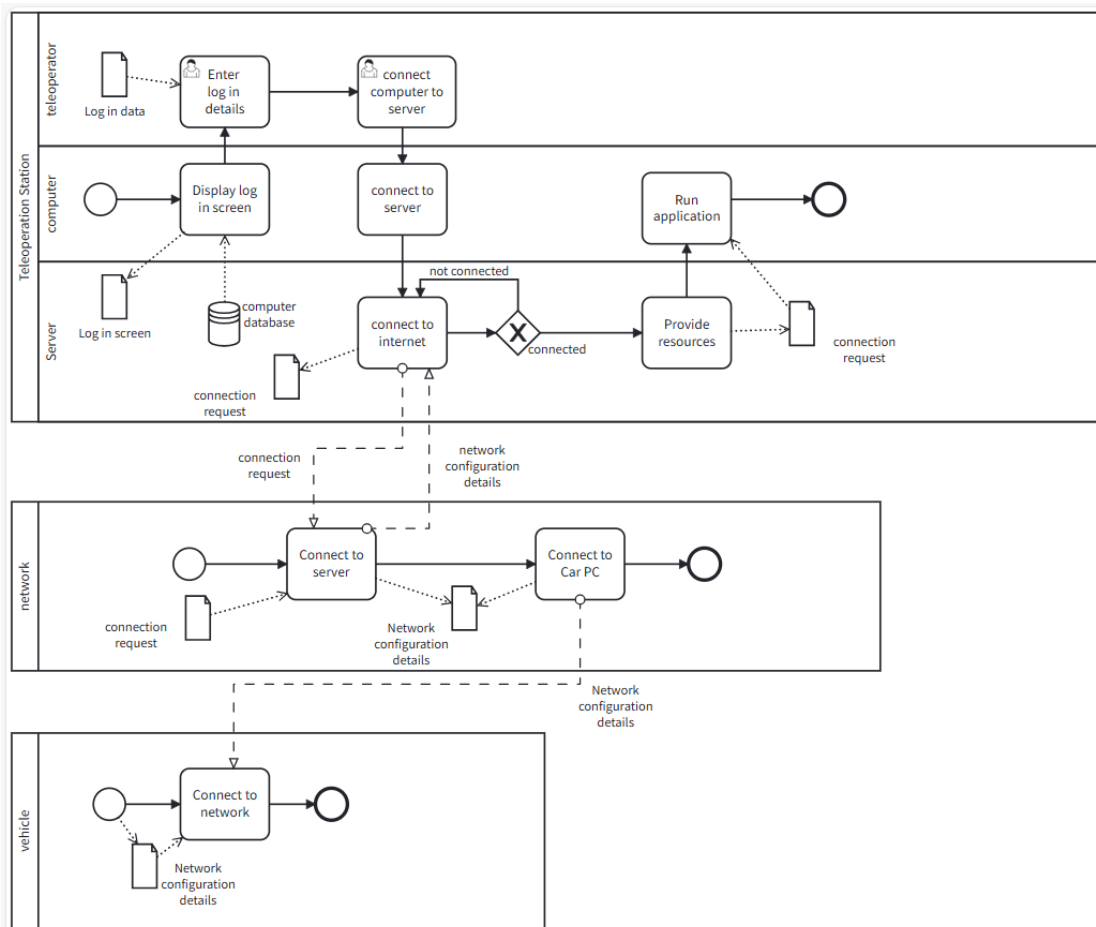 Teleoperation Station
teleoperator
Log in data
Enter
log in
details
connect
computer to
server
computer
Display log
in screen
connect to
server
Run
application
Server
Log in screen
computer
database
connection
request
not connected
connect to
internet
X
connected
Provide
resources
connection
request
connection
request
network
configuration
details
network
Connect to
server
Connect to
Car PC
connection
request
Network
configuration
details
Network
configuration
details
vehicle
Connect to
network
Network
configuration
details